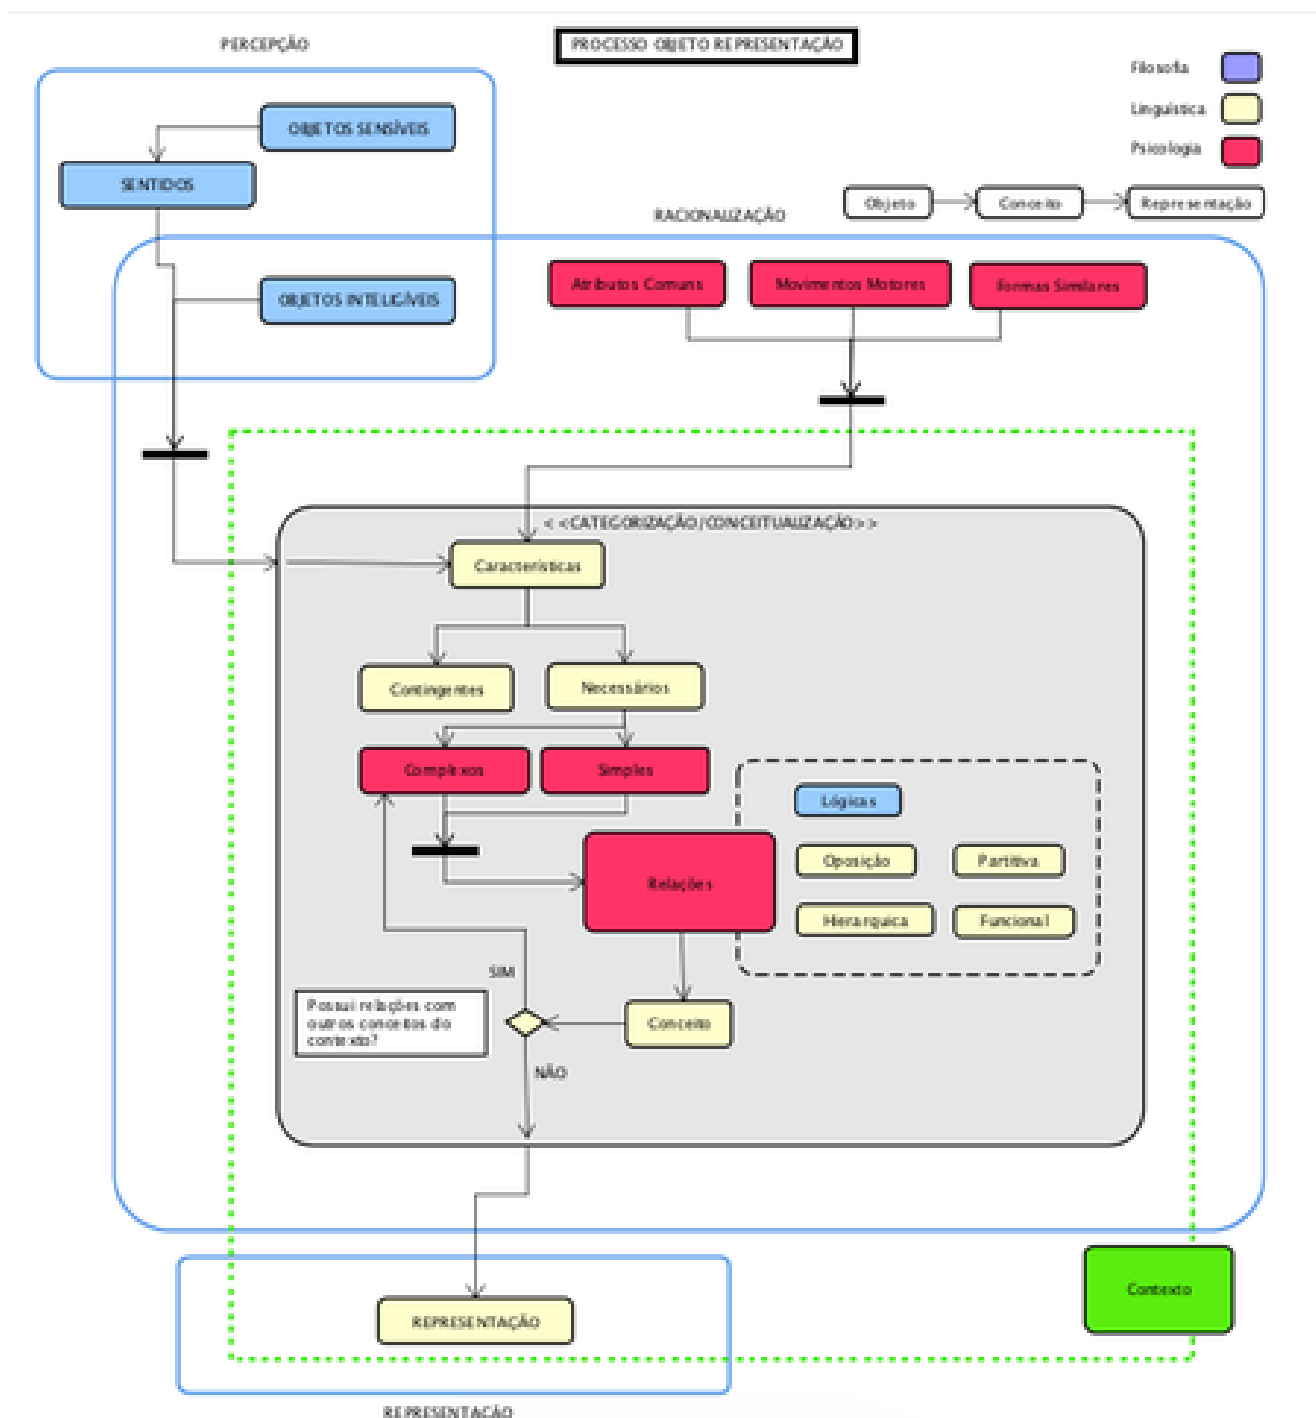 PERCEPÇÃO
PROCESSO OBJETO REPRESENTAÇÃO
Filosofia
Linguística
Psicologia
OBJETOS SENSÍVEIS
SENTIDOS
Objeto
Conceito
Representação
RACIONALIZAÇÃO
OBJETOS INTELIGÍVEIS
Atributos Comuns
Movimentos Motores
Formas Similares
< <CATEGORIZAÇÃO/CONCEITUALIZAÇÃO> >
Características
Contingentes
Necessários
Complexos
Simples
Lógicas
Oposição
Partitiva
Relações
Hierarquica
Funcional
SIM
Possui relações com
outros conceitos do
contexto?
Conceito
NÃO
Contexto
REPRESENTAÇÃO
REPRESENTAÇÃO